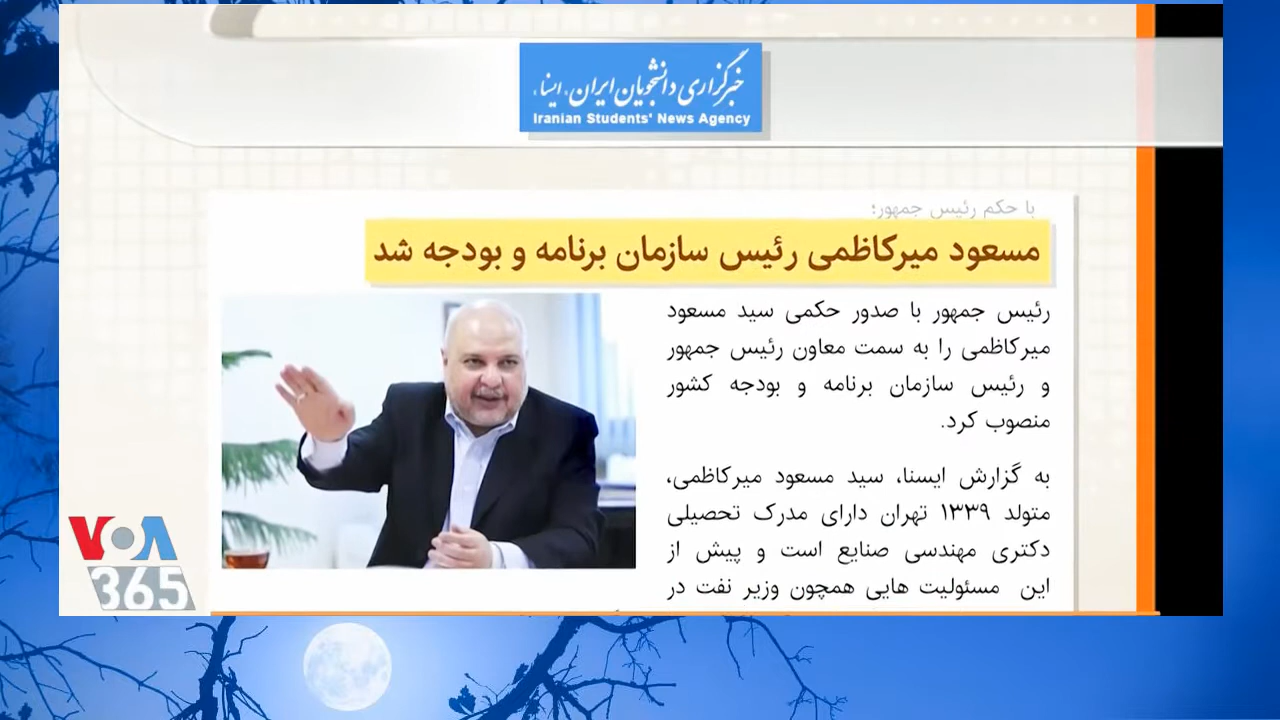 خبرگزاری دانشجویان ایران، ایسنا،
Iranian Students' News Agency
با حکم رئیس جمهور؛
مسعود میرکاظمی رئیس سازمان برنامه و بودجه شد
رئیس جمهور با صدور حکمی سید مسعود
میرکاظمی را به سمت معاون رئیس جمهور
و رئیس سازمان برنامه و بودجه کشور
منصوب کرد.
به گزارش ایسنا، سید مسعود میرکاظمی،
متولد ۱۳۳۹ تهران دارای مدرک تحصیلی
دکتری مهندسی صنایع است و پیش از
این مسئولیت هایی همچون وزیر نفت در
VOA
365